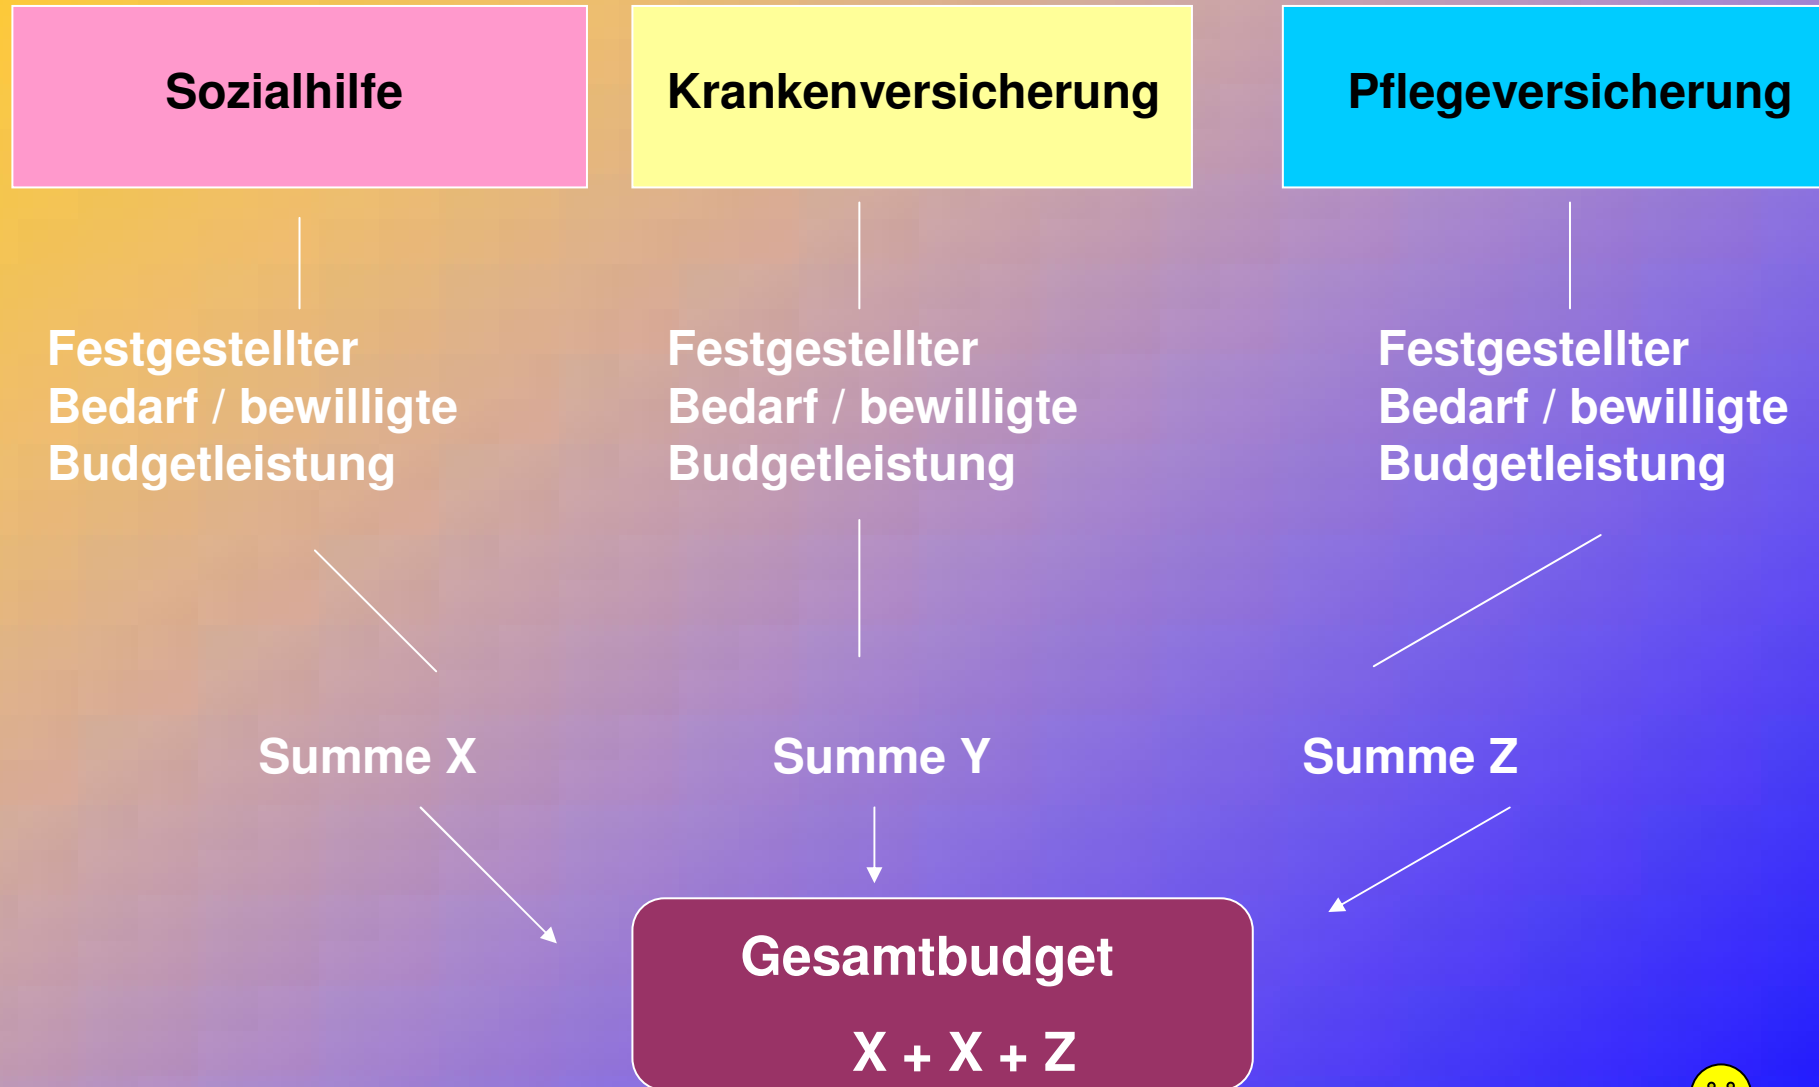 Sozialhilfe
Krankenversicherung
Pflegeversicherung
Festgestellter
Bedarf / bewilligte
Budgetleistung
Festgestellter
Bedarf / bewilligte
Budgetleistung
Festgestellter
Bedarf / bewilligte
Budgetleistung
Summe X
Summe Y
Summe Z
Gesamtbudget
X + X + Z